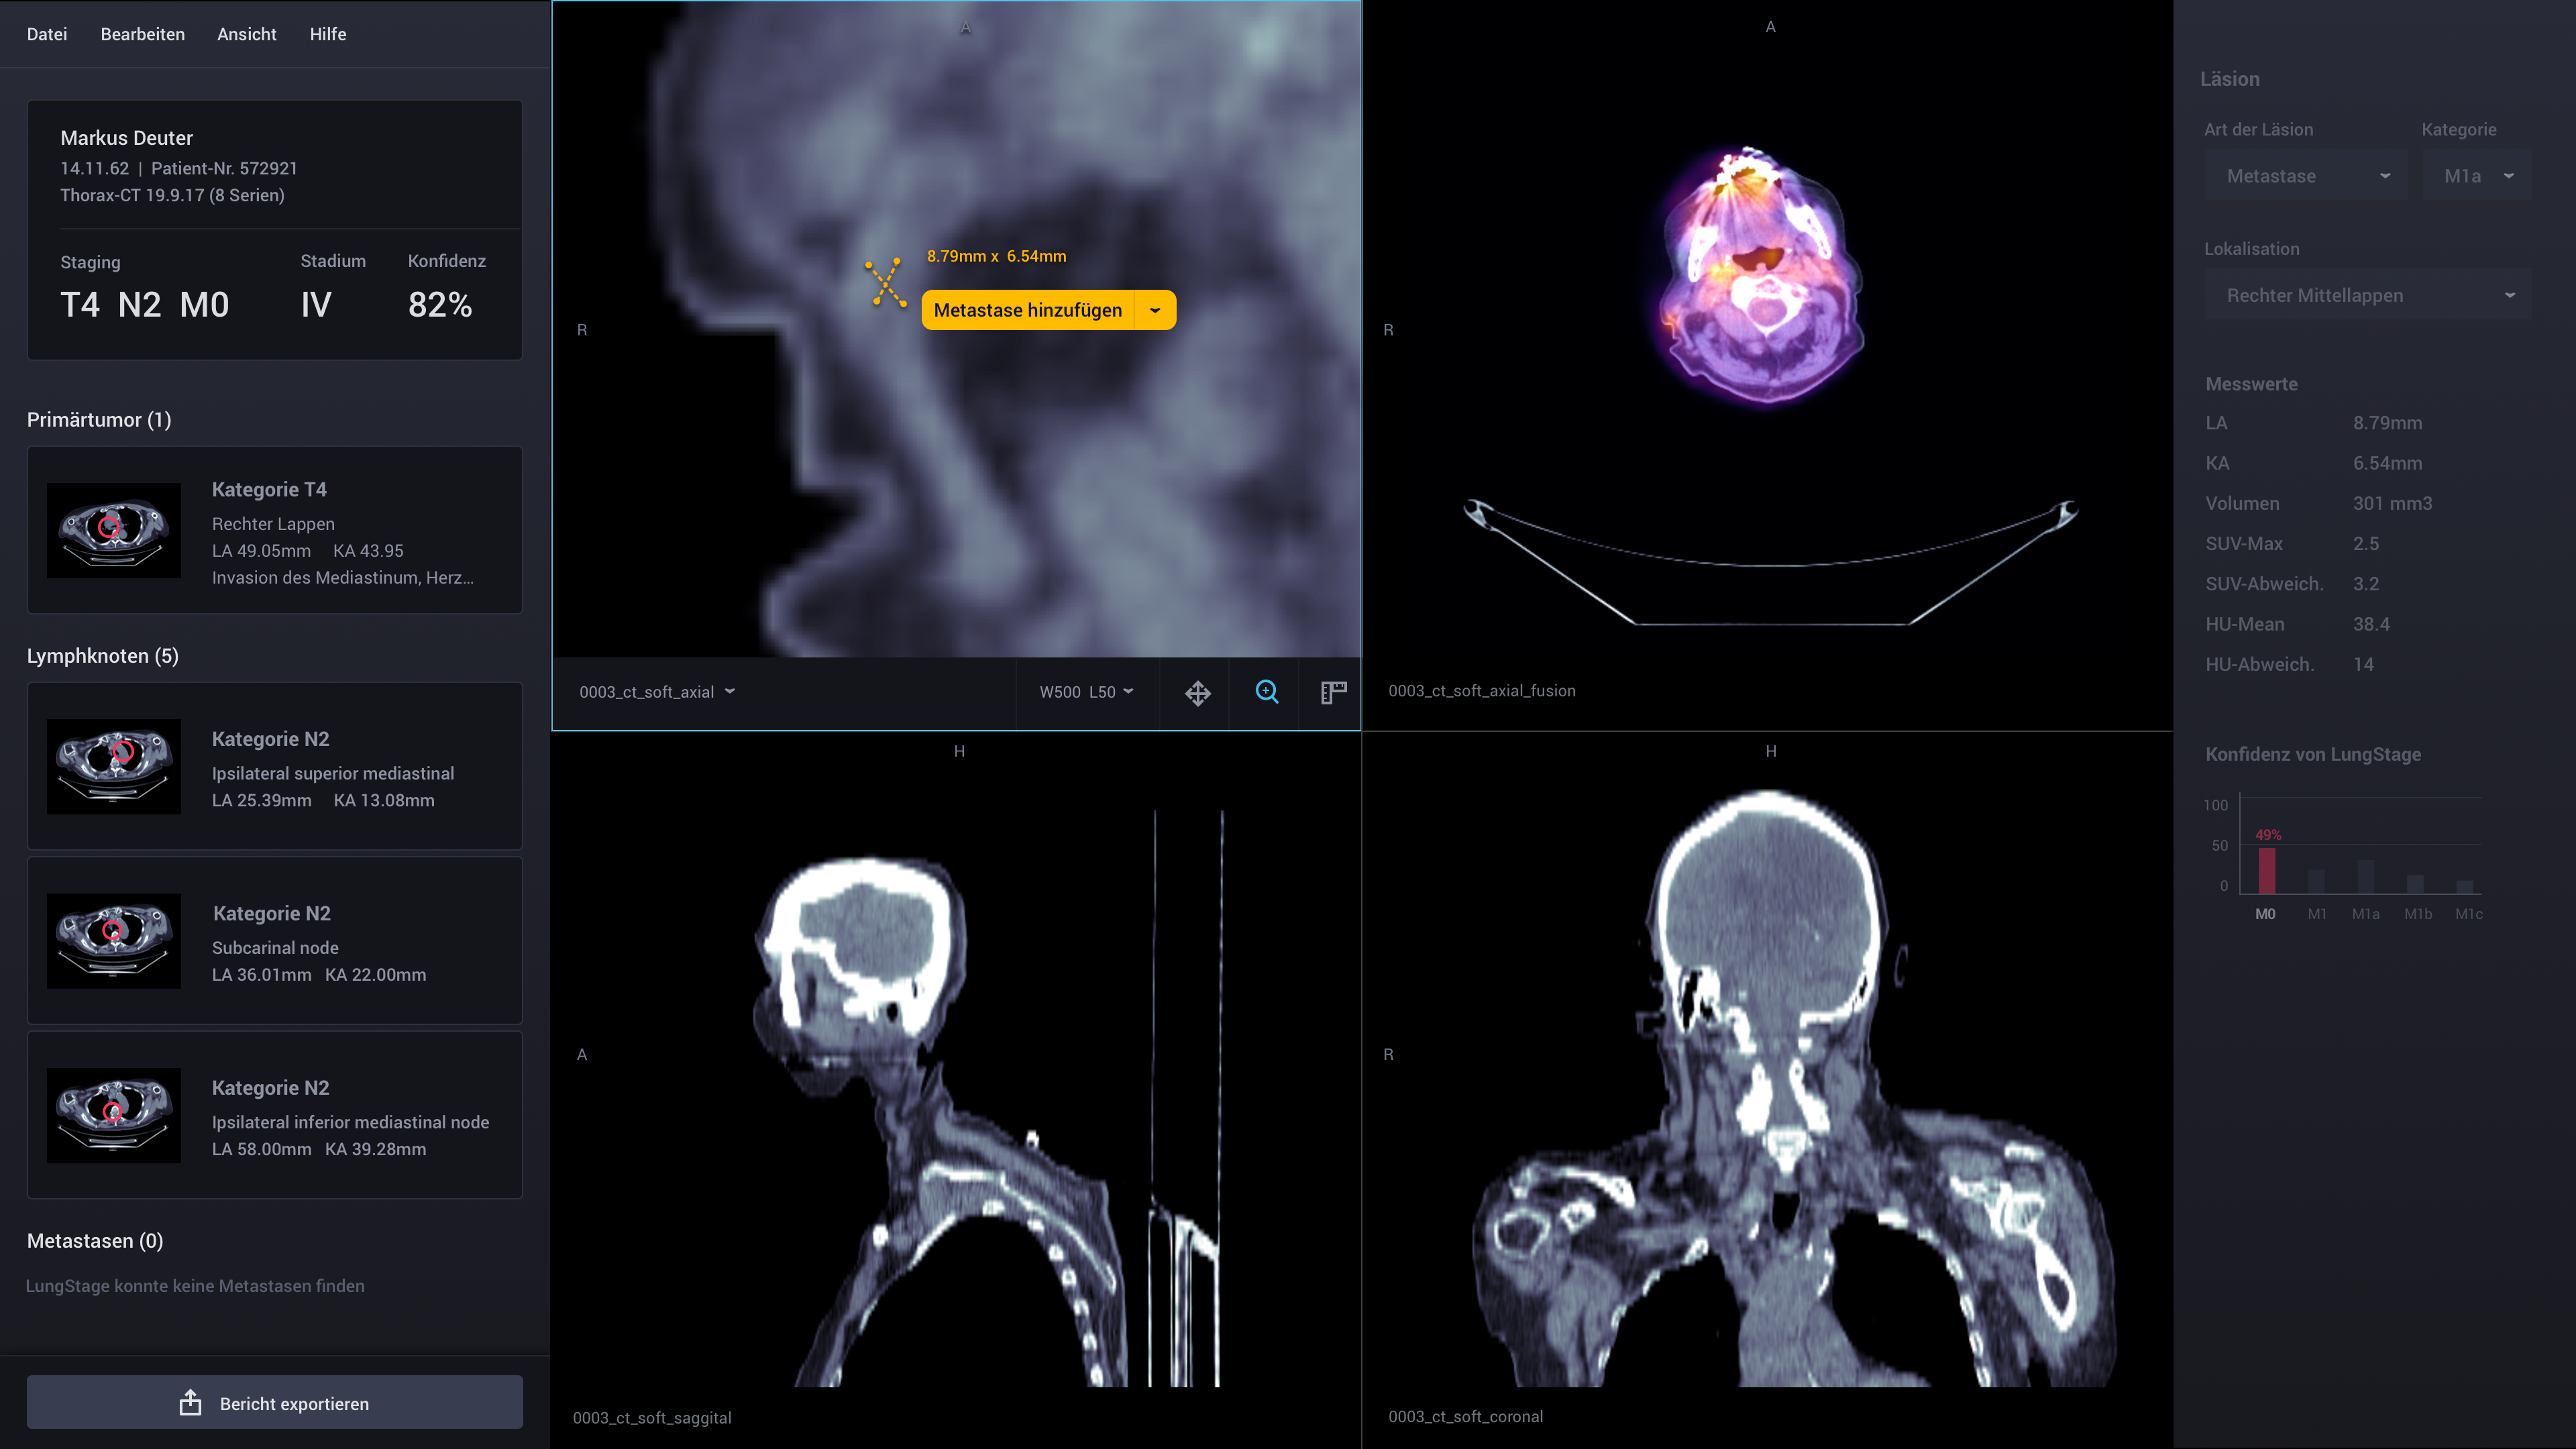 Datei Bearbeiten Ansicht Hilfe
Markus Deuter
14.11.62 | Patient-Nr. 572921
Thorax-CT 19.9.17 (8 Serien)
Staging Stadium Konfidenz
T4 N2 M0 IV 82%
Primärtumor (1)
Kategorie T4
Rechter Lappen
LA 49.05mm KA 43.95
Invasion des Mediastinum, Herz...
Lymphknoten (5)
Kategorie N2
Ipsilateral superior mediastinal
LA 25.39mm KA 13.08mm
Kategorie N2
Subcarinal node
LA 36.01mm KA 22.00mm
Kategorie N2
Ipsilateral inferior mediastinal node
LA 58.00mm KA 39.28mm
Metastasen (0)
LungStage konnte keine Metastasen finden
Bericht exportieren
A
8.79mm x 6.54mm
Metastase hinzufügen
R
0003_ct_soft_axial W500 L50
A
R
0003_ct_soft_axial_fusion
H
A
0003_ct_soft_saggital
H
R
0003_ct_soft_coronal
Läsion
Art der Läsion Kategorie
Metastase M1a
Lokalisation
Rechter Mittellappen
Messwerte
LA 8.79mm
KA 6.54mm
Volumen 301 mm3
SUV-Max 2.5
SUV-Abweich. 3.2
HU-Mean 38.4
HU-Abweich. 14
Konfidenz von LungStage
100
49%
50
0
M0 M1 M1a M1b M1c